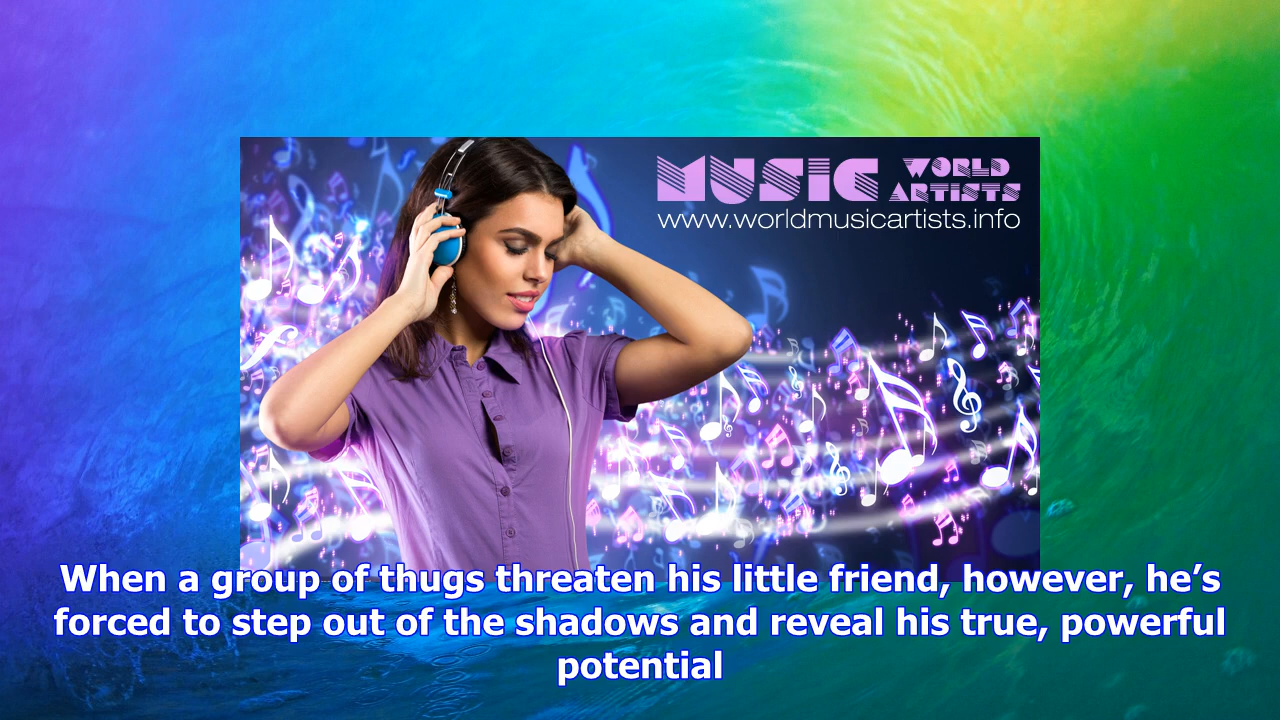 MUSIC WORLD ARTISTS
www.worldmusicartists.info
When a group of thugs threaten his little friend, however, he’s
forced to step out of the shadows and reveal his true, powerful
potential